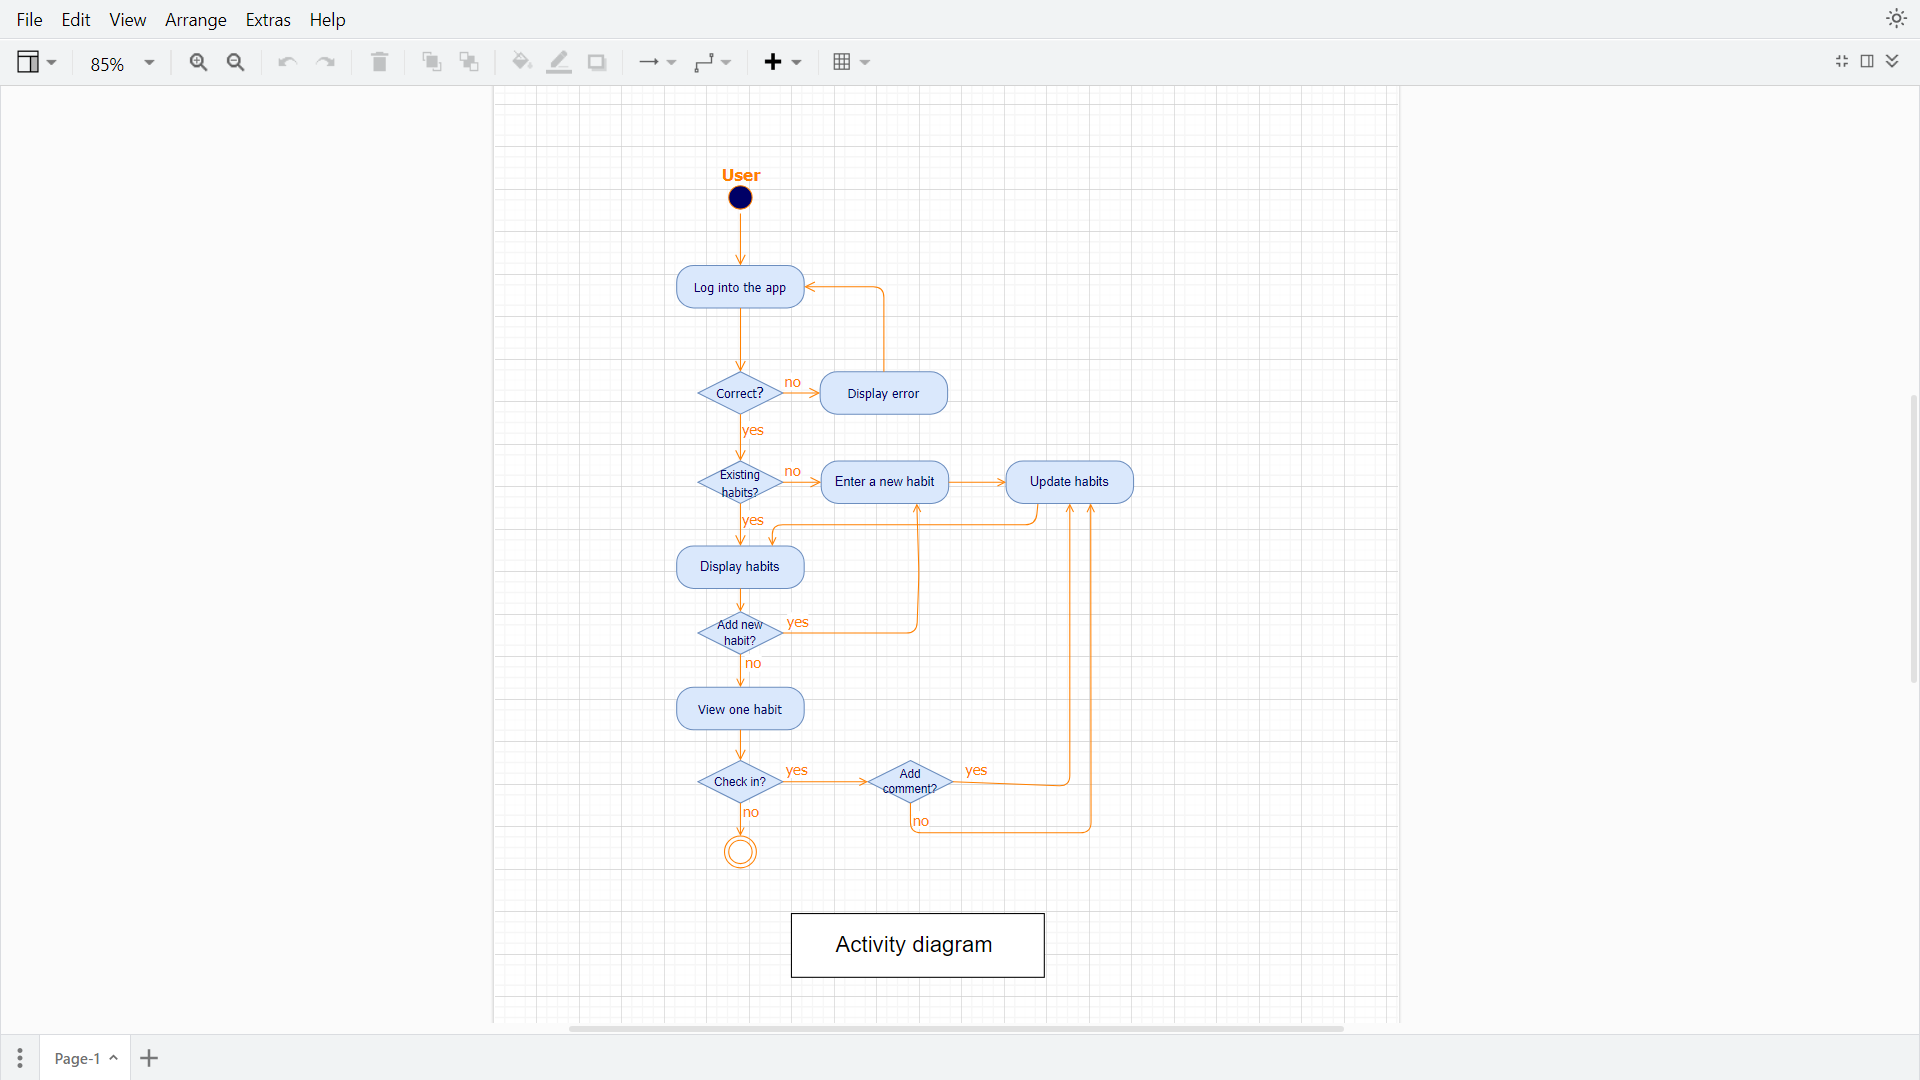 File Edit View Arrange Extras Help
85%
User
Log into the app
Correct?
no
Display error
yes
Existing
habits?
no
Enter a new habit
Update habits
yes
Display habits
Add new
habit?
yes
no
View one habit
Check in?
yes
Add
comment?
yes
no
no
Activity diagram
Page-1